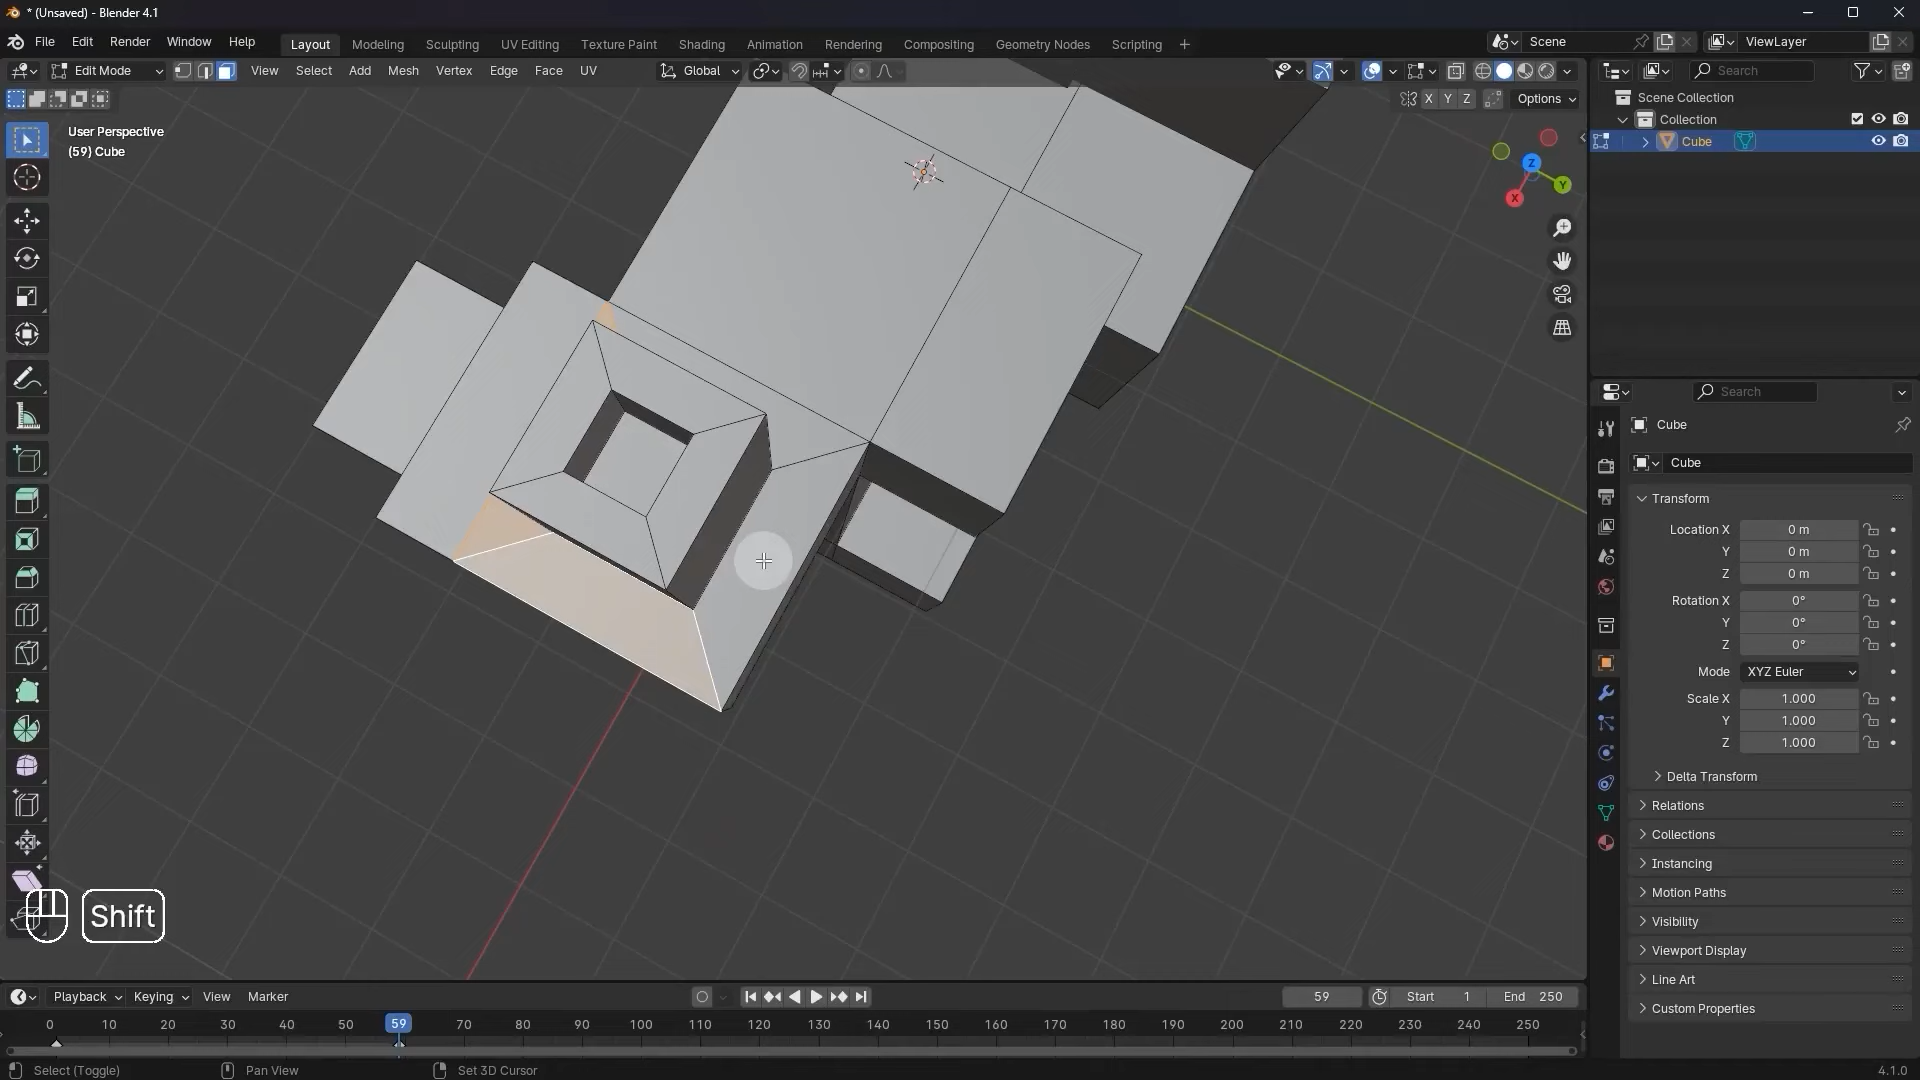 * (Unsaved) - Blender 4.1
File Edit Render Window Help Layout Modeling Sculpting UV Editing Texture Paint Shading Animation Rendering Compositing Geometry Nodes Scripting + Scene ViewLayer
Edit Mode View Select Add Mesh Vertex Edge Face UV Global Search
X Y Z Options
User Perspective
(59) Cube
Scene Collection
Collection
Cube
Z
Y
X
Search
Cube
Cube
Transform
Location X 0 m
Y 0 m
Z 0 m
Rotation X 0°
Y 0°
Z 0°
Mode XYZ Euler
Scale X 1.000
Y 1.000
Z 1.000
Delta Transform
Relations
Collections
Instancing
Motion Paths
Visibility
Viewport Display
Line Art
Custom Properties
Shift
Playback Keying View Marker 59 Start 1 End 250
0 10 20 30 40 50 59 70 80 90 100 110 120 130 140 150 160 170 180 190 200 210 220 230 240 250
Select (Toggle) Pan View Set 3D Cursor 4.1.0